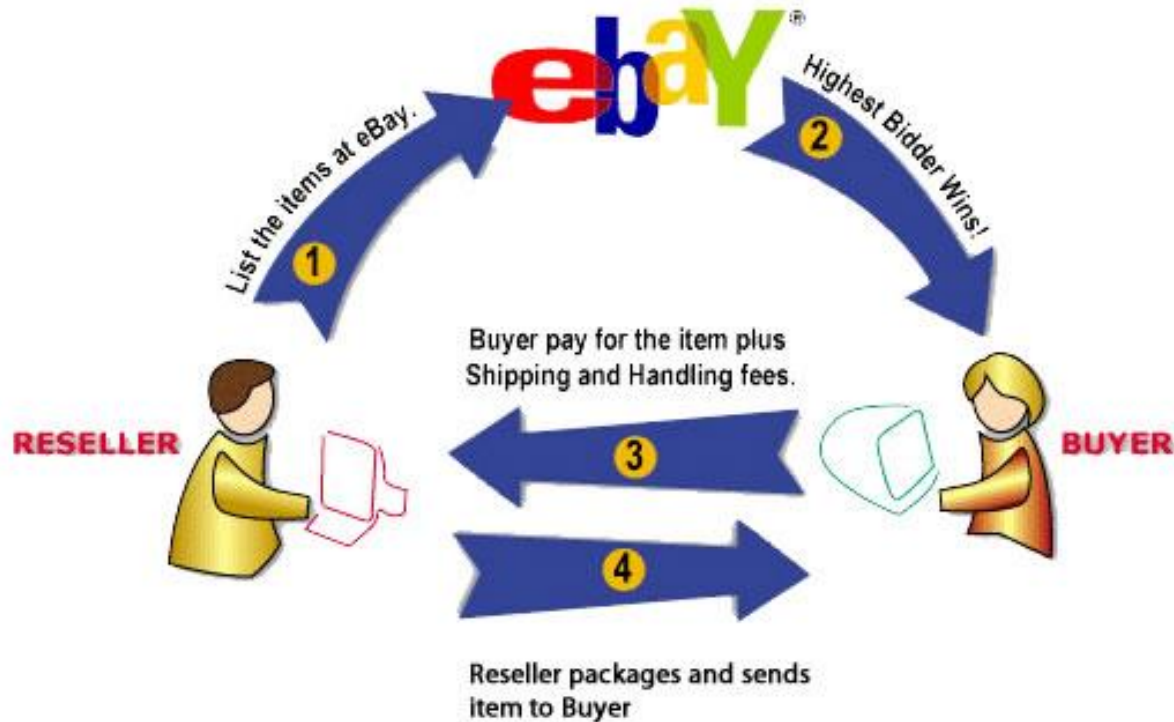 ebaY®
List the items at eBay.
1
2
Highest Bidder Wins!
Buyer pay for the item plus
Shipping and Handling fees.
RESELLER
3
BUYER
4
Reseller packages and sends
item to Buyer